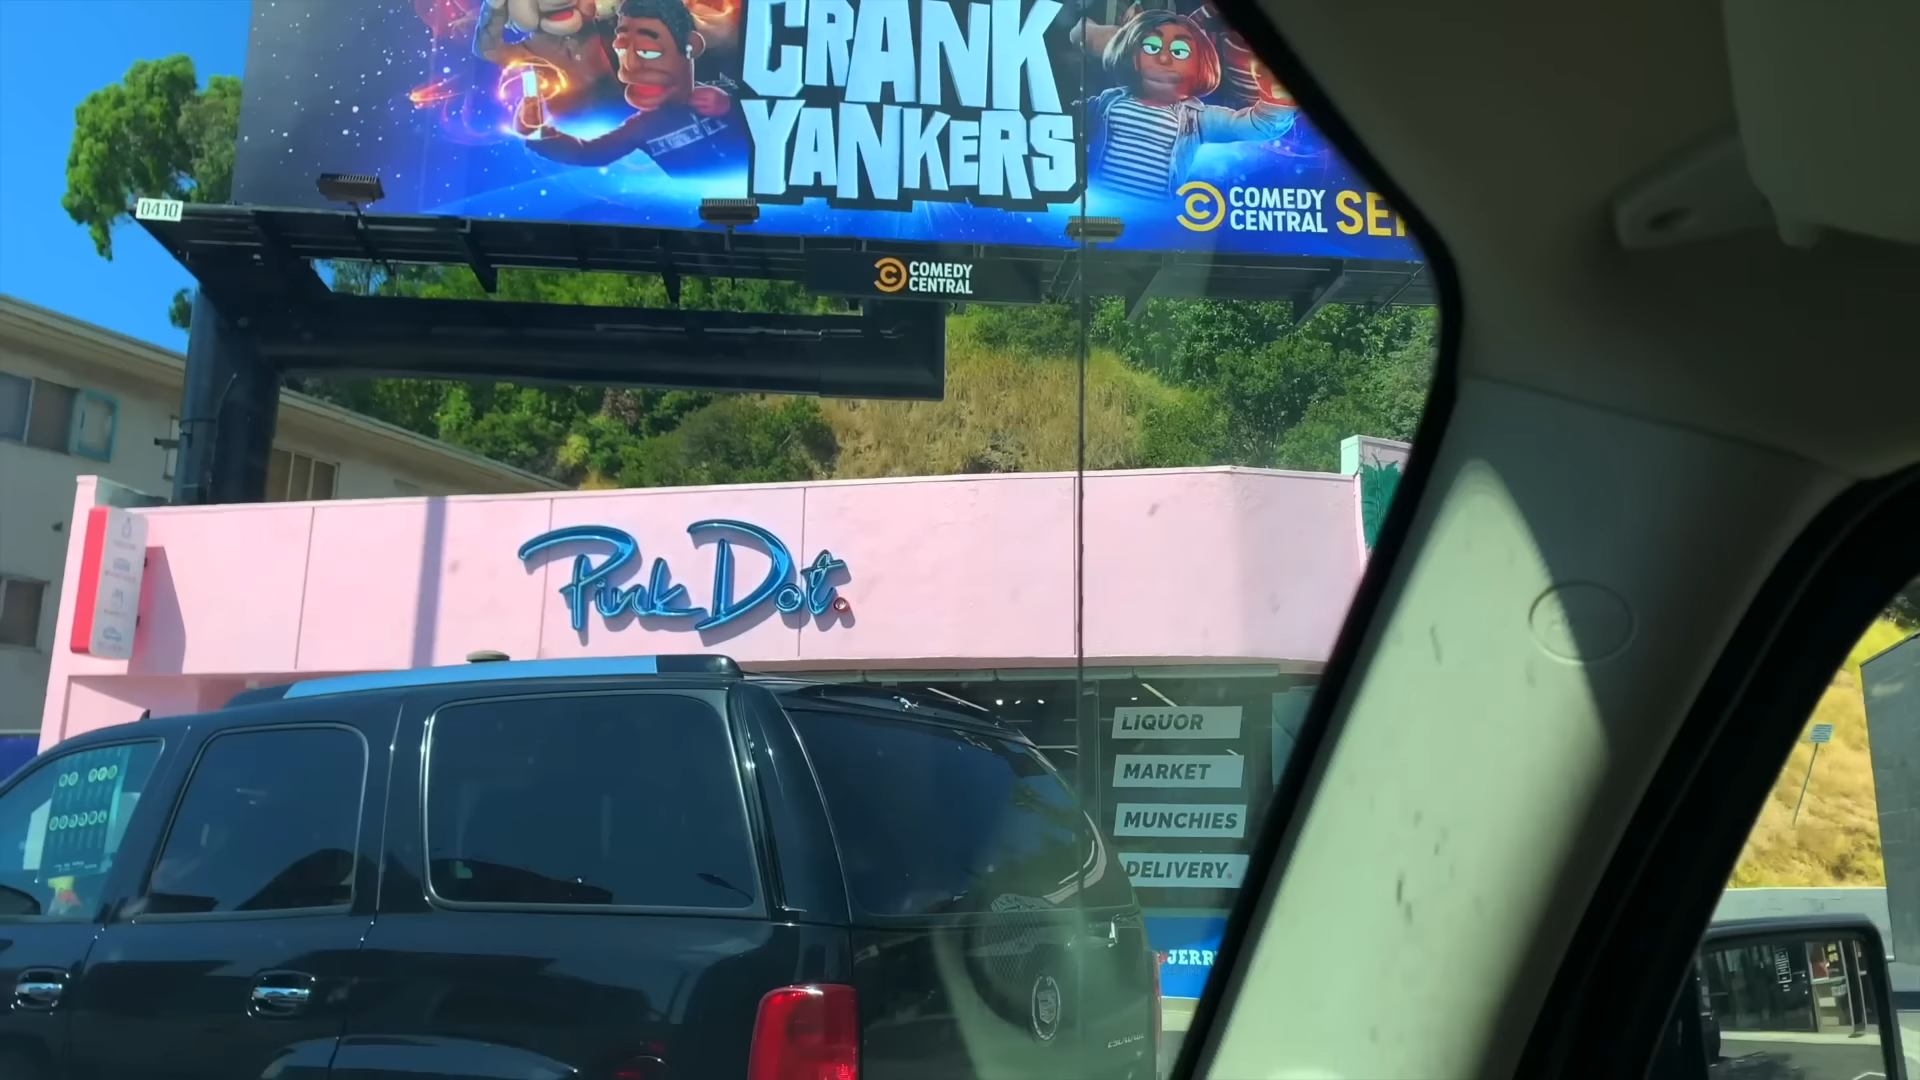 CRANK
YANKERS
COMEDY
CENTRAL
0410
COMEDY
CENTRAL
Pink Dot.
LIQUOR
MARKET
MUNCHIES
DELIVERY.